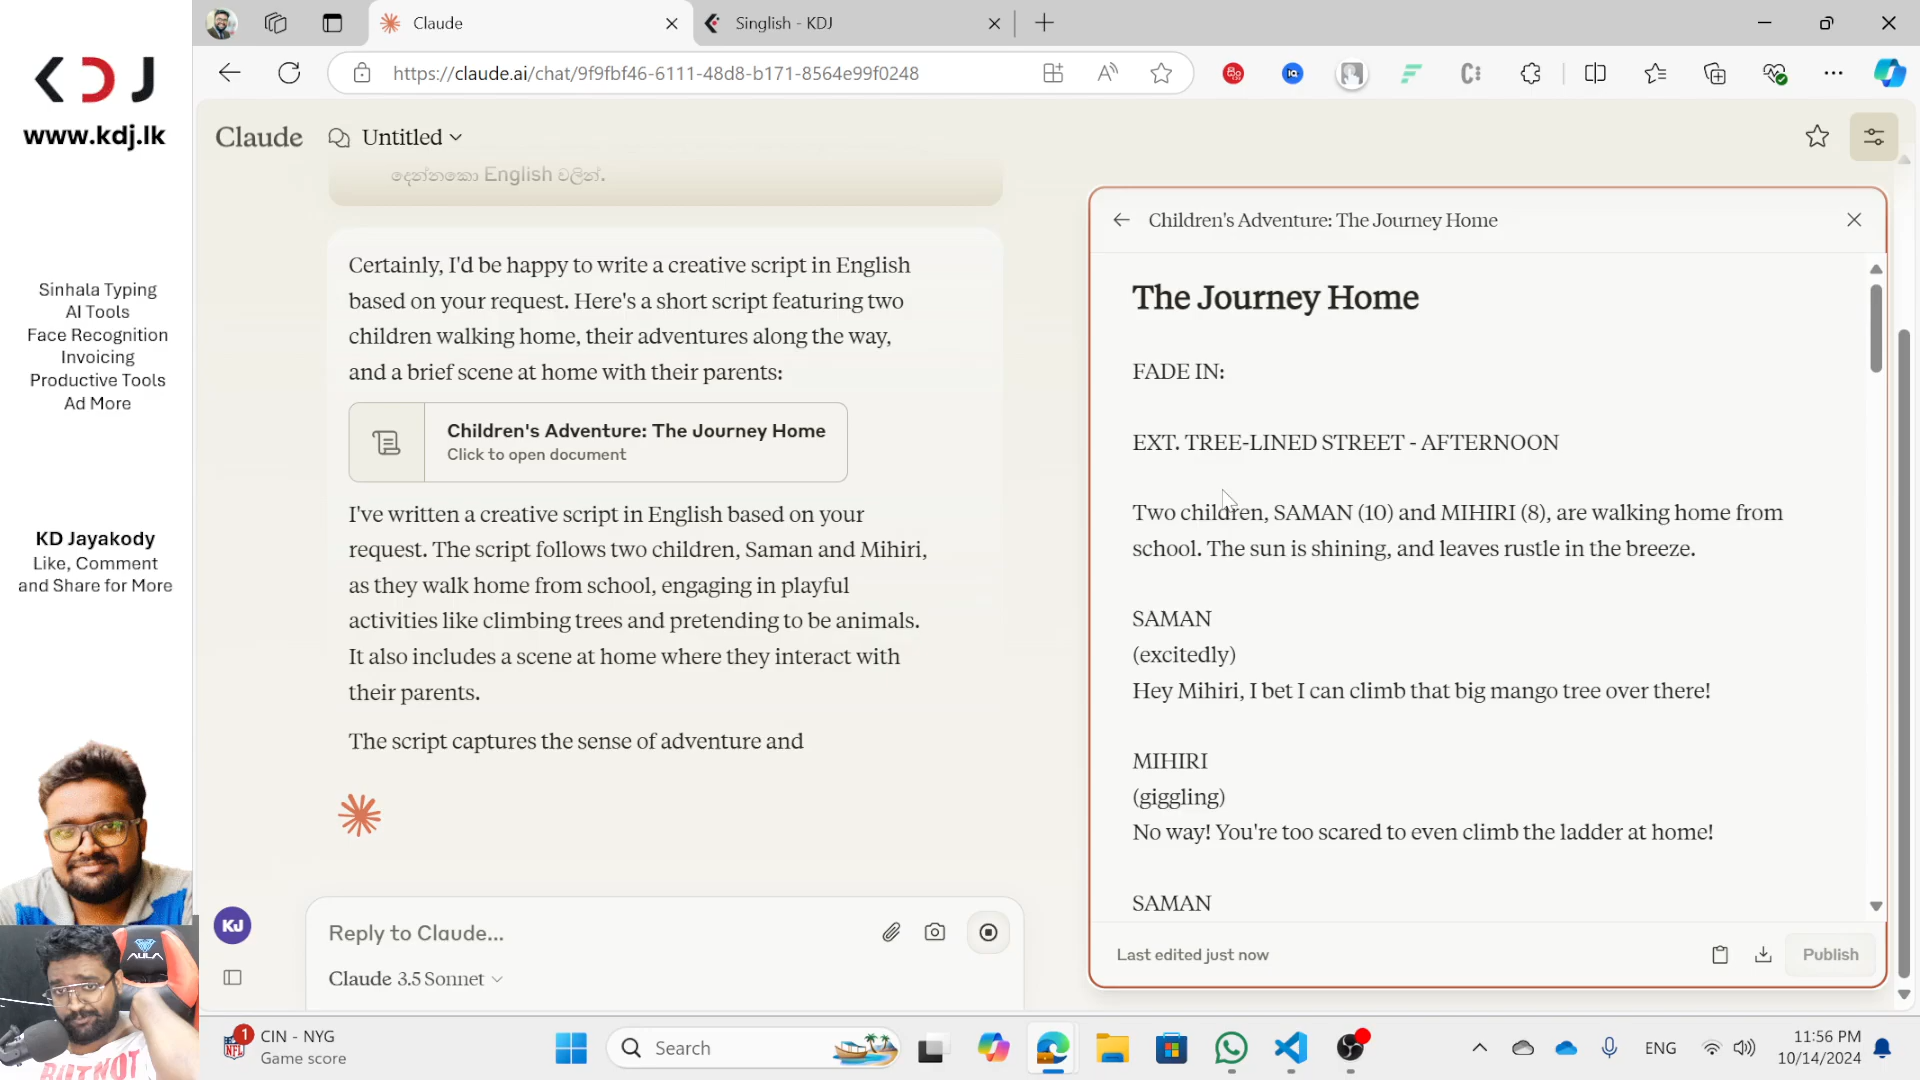 Claude
Singlish - KDJ
https://claude.ai/chat/9f9fbf46-6111-48d8-b171-8564e99f0248
KDJ
www.kdj.lk
Sinhala Typing
AI Tools
Face Recognition
Invoicing
Productive Tools
Ad More
KD Jayakody
Like, Comment
and Share for More
Claude
Untitled
දෙන්නකො English වලින්.
Certainly, I'd be happy to write a creative script in English
based on your request. Here's a short script featuring two
children walking home, their adventures along the way,
and a brief scene at home with their parents:
Children's Adventure: The Journey Home
Click to open document
I've written a creative script in English based on your
request. The script follows two children, Saman and Mihiri,
as they walk home from school, engaging in playful
activities like climbing trees and pretending to be animals.
It also includes a scene at home where they interact with
their parents.
The script captures the sense of adventure and
KJ
Reply to Claude...
Claude 3.5 Sonnet
Children's Adventure: The Journey Home
The Journey Home
FADE IN:
EXT. TREE-LINED STREET - AFTERNOON
Two children, SAMAN (10) and MIHIRI (8), are walking home from
school. The sun is shining, and leaves rustle in the breeze.
SAMAN
(excitedly)
Hey Mihiri, I bet I can climb that big mango tree over there!
MIHIRI
(giggling)
No way! You're too scared to even climb the ladder at home!
SAMAN
Last edited just now
Publish
AULA
BUTNOT
1
CIN - NYG
Game score
Search
ENG
11:56 PM
10/14/2024